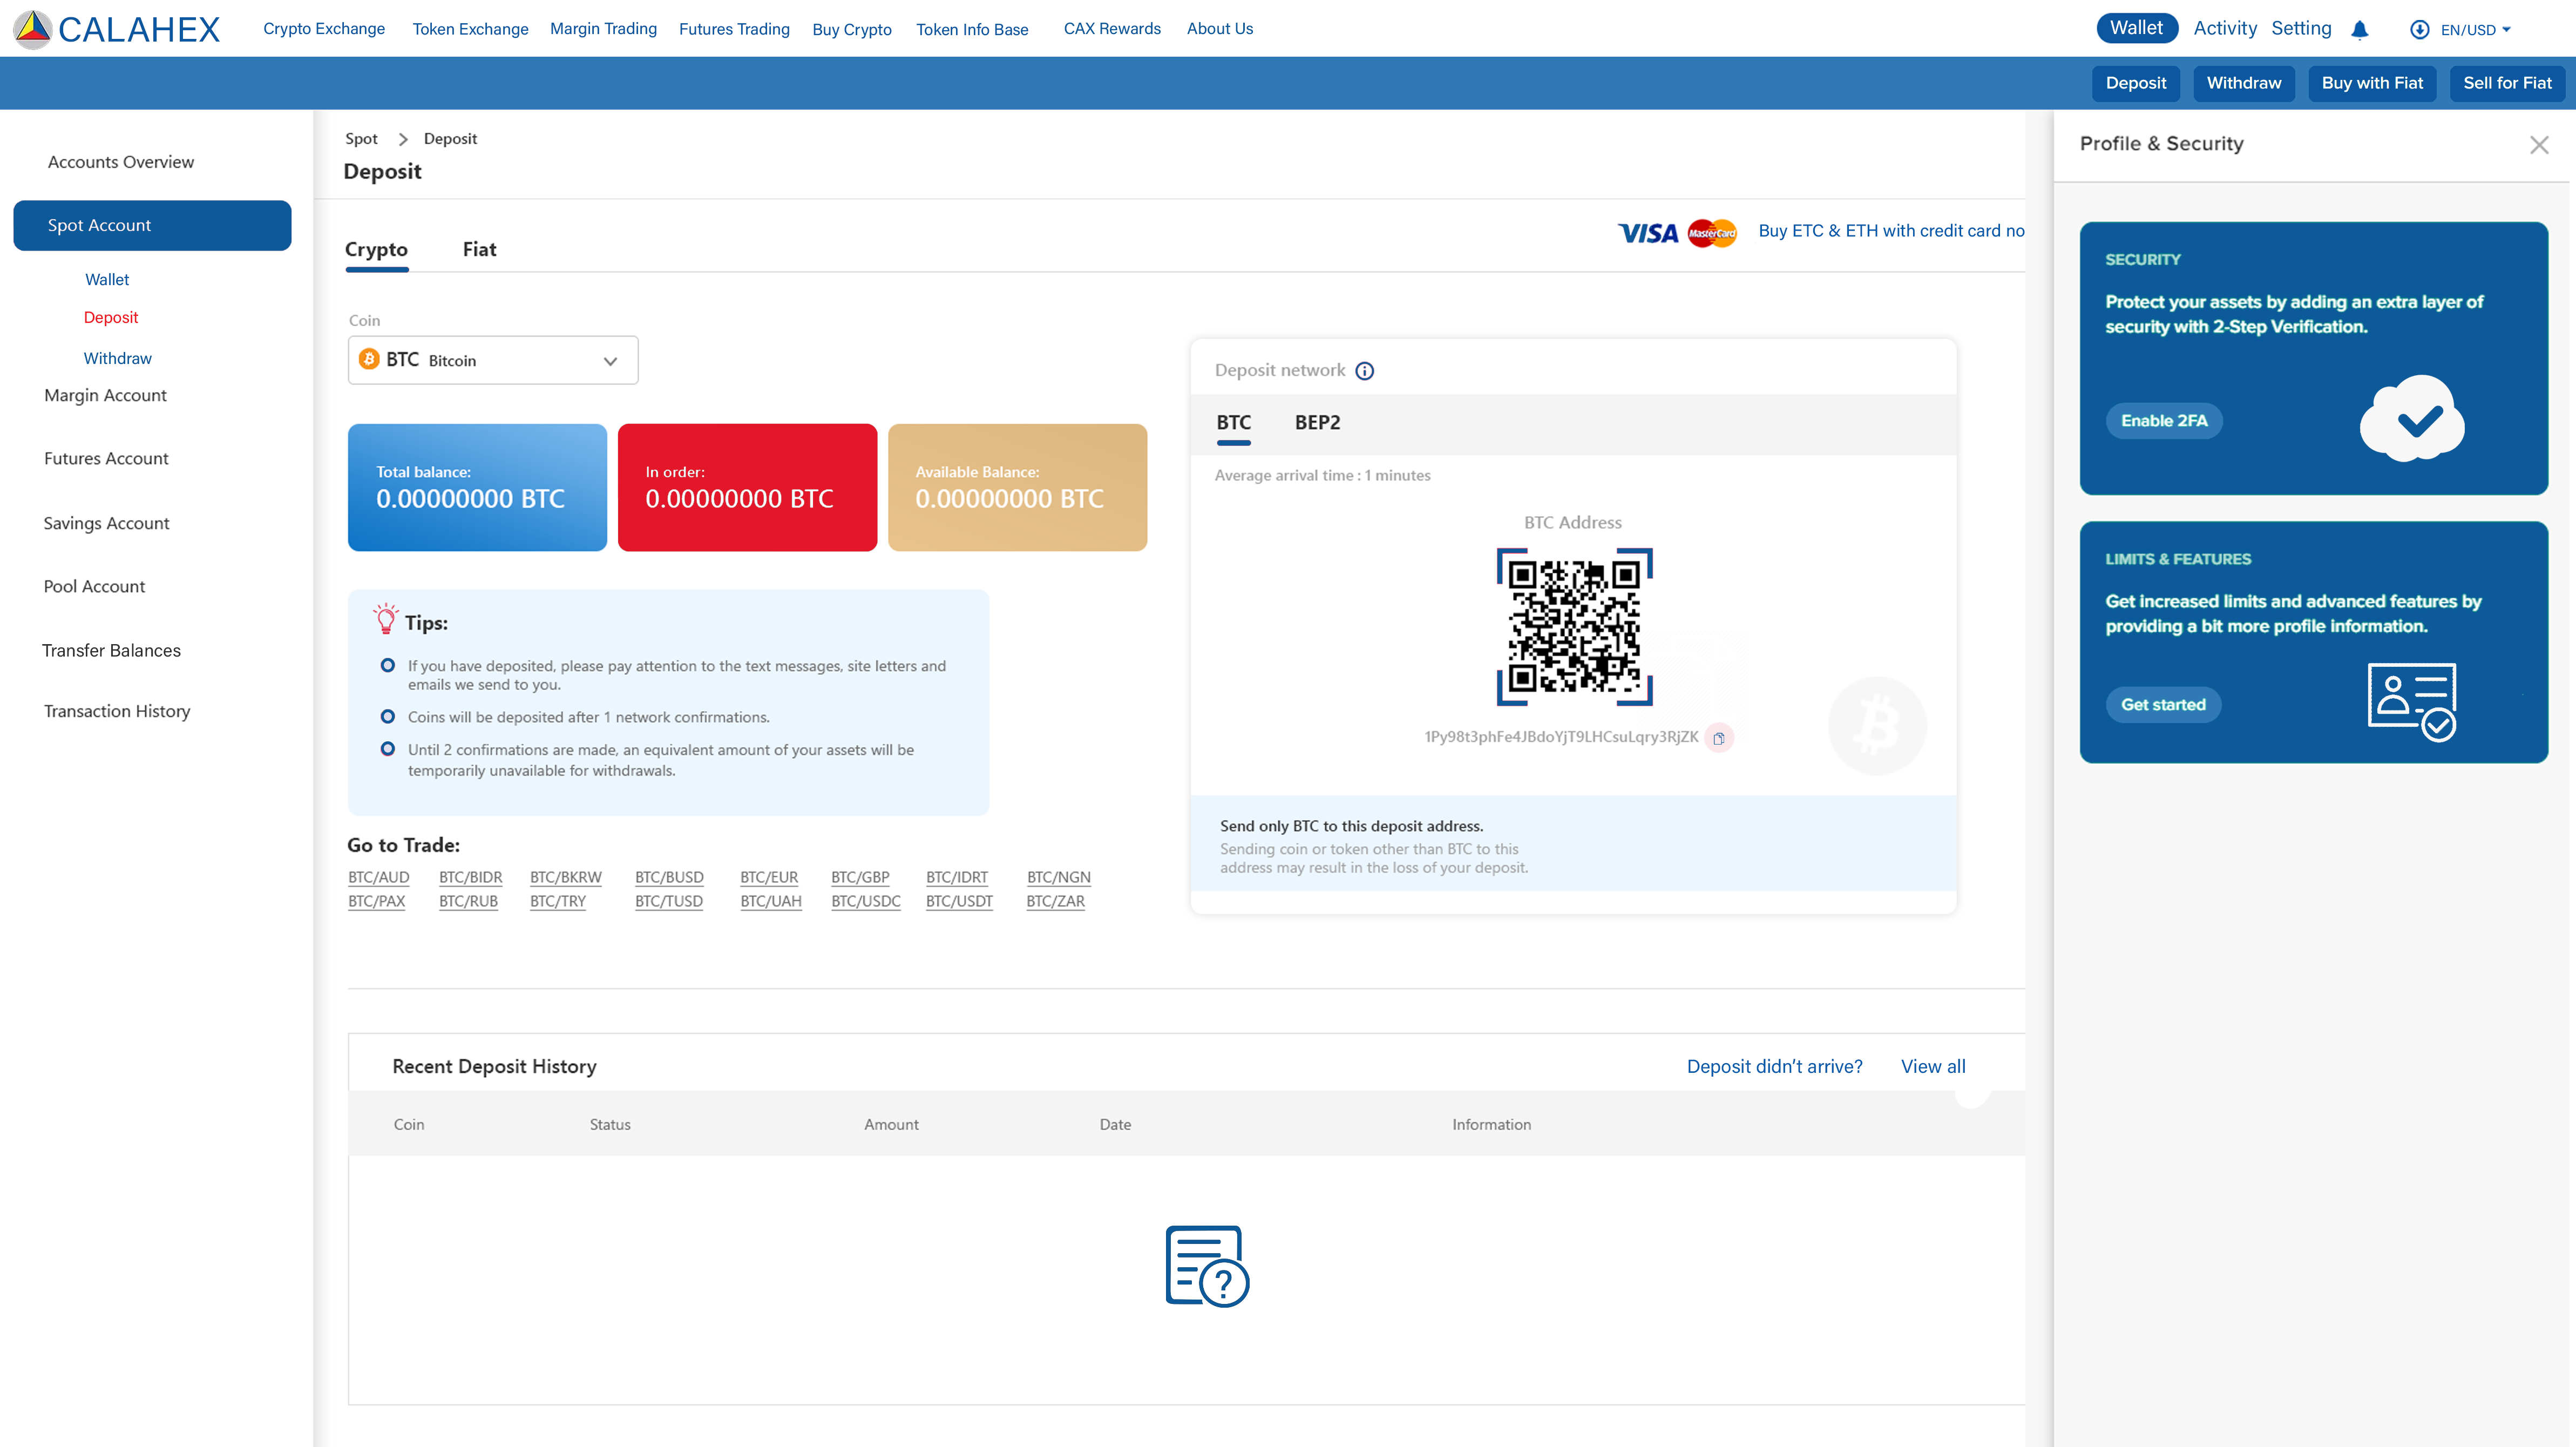 CALAHEX
Crypto Exchange
Token Exchange
Margin Trading
Futures Trading
Buy Crypto
Token Info Base
CAX Rewards
About Us
Wallet
Activity
Setting
EN/USD
Deposit
Withdraw
Buy with Fiat
Sell for Fiat
Accounts Overview
Spot Account
Wallet
Deposit
Withdraw
Margin Account
Futures Account
Savings Account
Pool Account
Transfer Balances
Transaction History
Spot
Deposit
Deposit
Crypto
Fiat
VISA
MasterCard
Buy ETC & ETH with credit card no
Coin
BTC Bitcoin
Total balance:
0.00000000 BTC
In order:
0.00000000 BTC
Available Balance:
0.00000000 BTC
Tips:
If you have deposited, please pay attention to the text messages, site letters and
emails we send to you.
Coins will be deposited after 1 network confirmations.
Until 2 confirmations are made, an equivalent amount of your assets will be
temporarily unavailable for withdrawals.
Go to Trade:
BTC/AUD BTC/BIDR BTC/BKRW BTC/BUSD BTC/EUR BTC/GBP BTC/IDRT BTC/NGN
BTC/PAX BTC/RUB BTC/TRY BTC/TUSD BTC/UAH BTC/USDC BTC/USDT BTC/ZAR
Deposit network
BTC
BEP2
Average arrival time : 1 minutes
BTC Address
1Py98t3phFe4JBdoYjT9LHCsuLqry3RjZK
Send only BTC to this deposit address.
Sending coin or token other than BTC to this
address may result in the loss of your deposit.
Recent Deposit History
Deposit didn't arrive?
View all
Coin
Status
Amount
Date
Information
Profile & Security
SECURITY
Protect your assets by adding an extra layer of
security with 2-Step Verification.
Enable 2FA
LIMITS & FEATURES
Get increased limits and advanced features by
providing a bit more profile information.
Get started